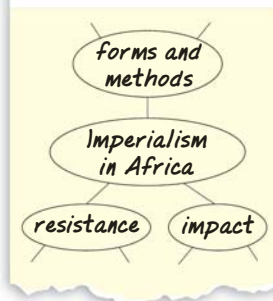 forms and
methods
Imperialism
in Africa
resistance
impact